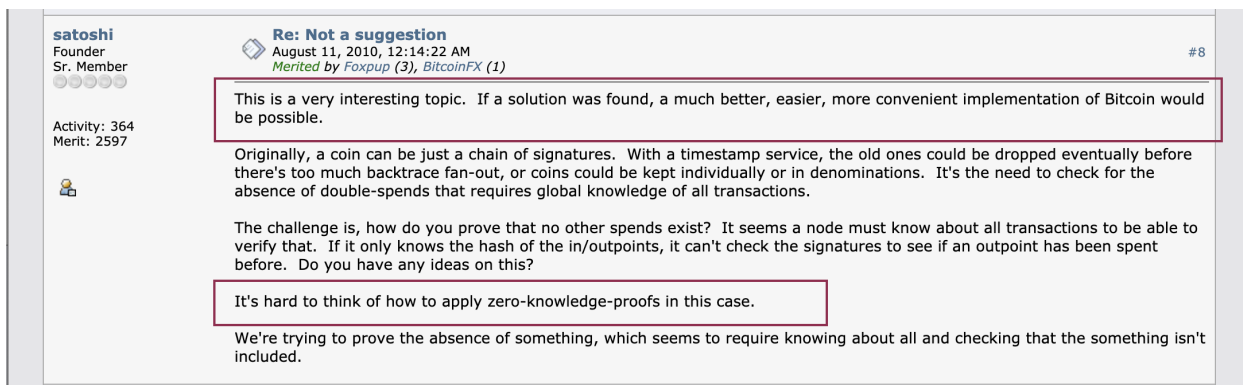 satoshi
Founder
Sr. Member
Activity: 364
Merit: 2597
Re: Not a suggestion
August 11, 2010, 12:14:22 AM
#8
Merited by Foxpup (3), BitcoinFX (1)
This is a very interesting topic.  If a solution was found, a much better, easier, more convenient implementation of Bitcoin would
be possible.
Originally, a coin can be just a chain of signatures.  With a timestamp service, the old ones could be dropped eventually before
there's too much backtrace fan-out, or coins could be kept individually or in denominations.  It's the need to check for the
absence of double-spends that requires global knowledge of all transactions.
The challenge is, how do you prove that no other spends exist?  It seems a node must know about all transactions to be able to
verify that.  If it only knows the hash of the in/outpoints, it can't check the signatures to see if an outpoint has been spent
before.  Do you have any ideas on this?
It's hard to think of how to apply zero-knowledge-proofs in this case.
We're trying to prove the absence of something, which seems to require knowing about all and checking that the something isn't
included.